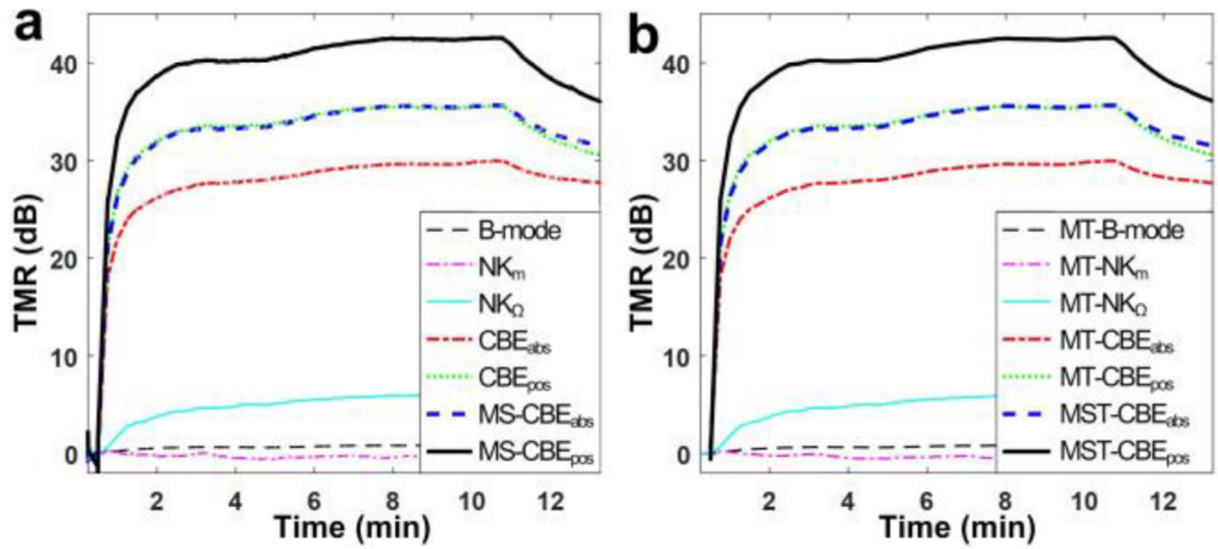 a
TMR (dB)
40
30
20
10
0
2
4
6
8
10
12
Time (min)
B-mode
NKm
NKΩ
CBEabs
CBEpos
MS-CBEabs
MS-CBEpos
b
TMR (dB)
40
30
20
10
0
2
4
6
8
10
12
Time (min)
MT-B-mode
MT-NKm
MT-NKΩ
MT-CBEabs
MT-CBEpos
MST-CBEabs
MST-CBEpos